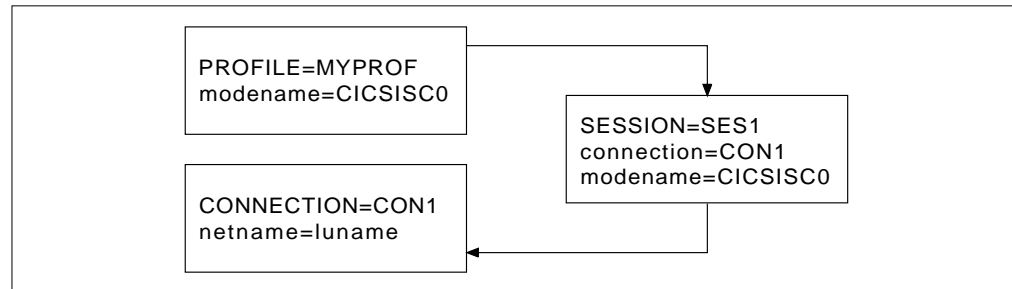 PROFILE=MYPROF
modename=CICSISC0
SESSION=SES1
connection=CON1
modename=CICSISC0
CONNECTION=CON1
netname=luname